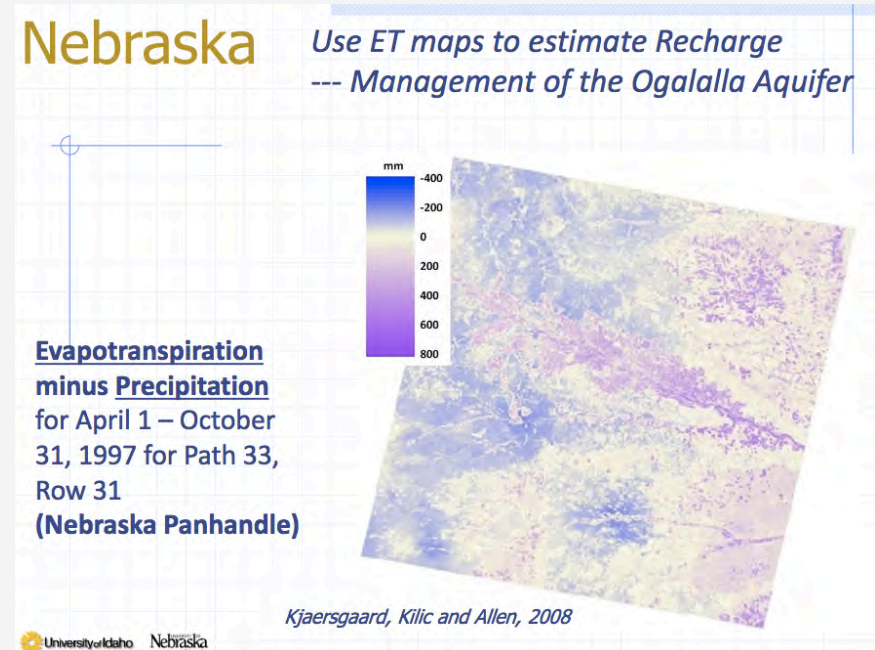 Nebraska
Use ET maps to estimate Recharge
--- Management of the Ogalalla Aquifer
mm
-400
-200
0
200
400
600
800
Evapotranspiration
minus Precipitation
for April 1 – October
31, 1997 for Path 33,
Row 31
(Nebraska Panhandle)
Kjaersgaard, Kilic and Allen, 2008
University of Idaho
Nebraska